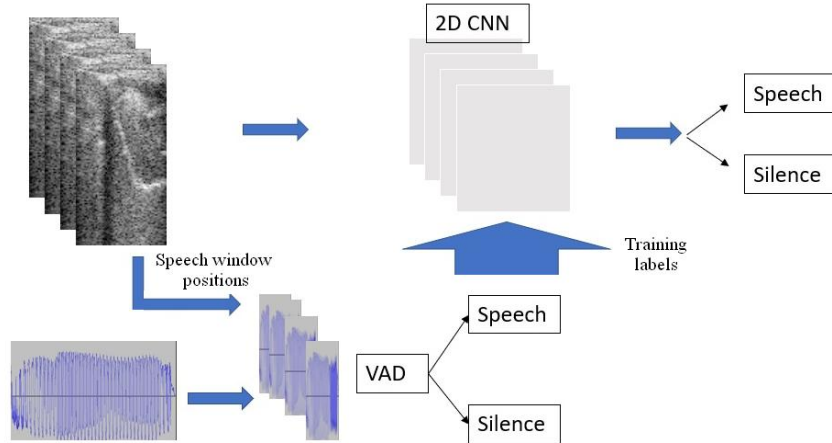 2D CNN
Speech
Silence
Speech window
positions
Training
labels
Speech
VAD
Silence